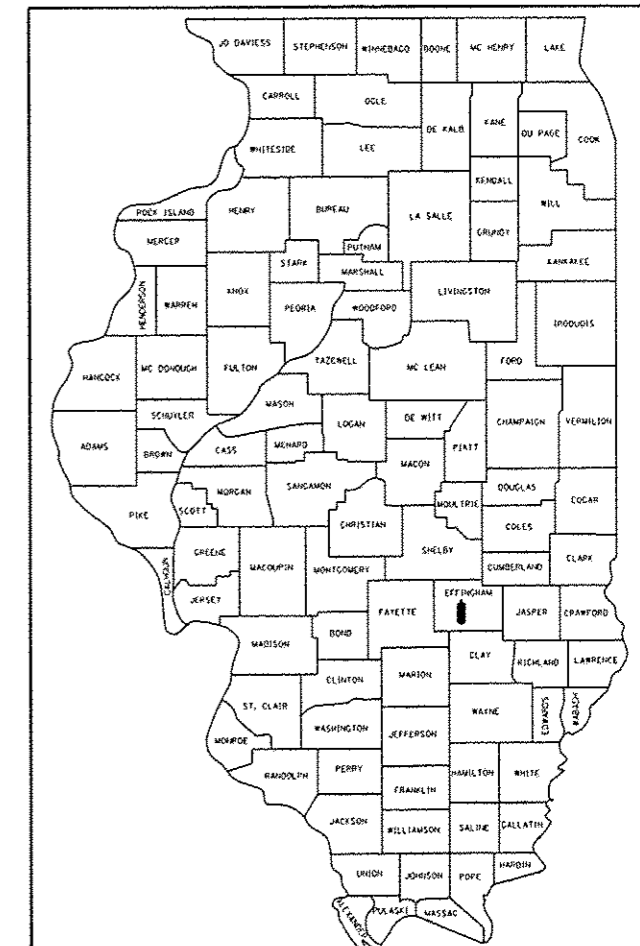 JO DAVIESS STEPHENSON WINNEBAGO BOONE MC HENRY LAKE
CARROLL OGLE DE KALB KANE DU PAGE COOK
WHITESIDE LEE
KENDALL WILL
ROCK ISLAND HENRY BUREAU LA SALLE GRUNDY
MERCER PUTNAM
STARK MARSHALL KANKAKEE
HENDERSON WARREN KNOX PEORIA WOODFORD LIVINGSTON IROQUOIS
HANCOCK MC DONOUGH FULTON TAZEWELL MC LEAN FORD
MASON
SCHUYLER LOGAN DE WITT CHAMPAIGN VERMILION
ADAMS BROWN CASS MENARD MACON PIATT
PIKE SCOTT MORGAN SANGAMON MOULTRIE DOUGLAS EDGAR
CHRISTIAN COLES
GREENE MACOUPIN MONTGOMERY SHELBY CUMBERLAND CLARK
CALHOUN JERSEY FAYETTE EFFINGHAM JASPER CRAWFORD
MADISON BOND CLAY RICHLAND LAWRENCE
CLINTON MARION
ST. CLAIR WAYNE EDWARDS WABASH
MONROE WASHINGTON JEFFERSON
RANDOLPH PERRY HAMILTON WHITE
FRANKLIN
JACKSON WILLIAMSON SALINE GALLATIN
UNION JOHNSON POPE HARDIN
ALEXANDER PULASKI MASSAC